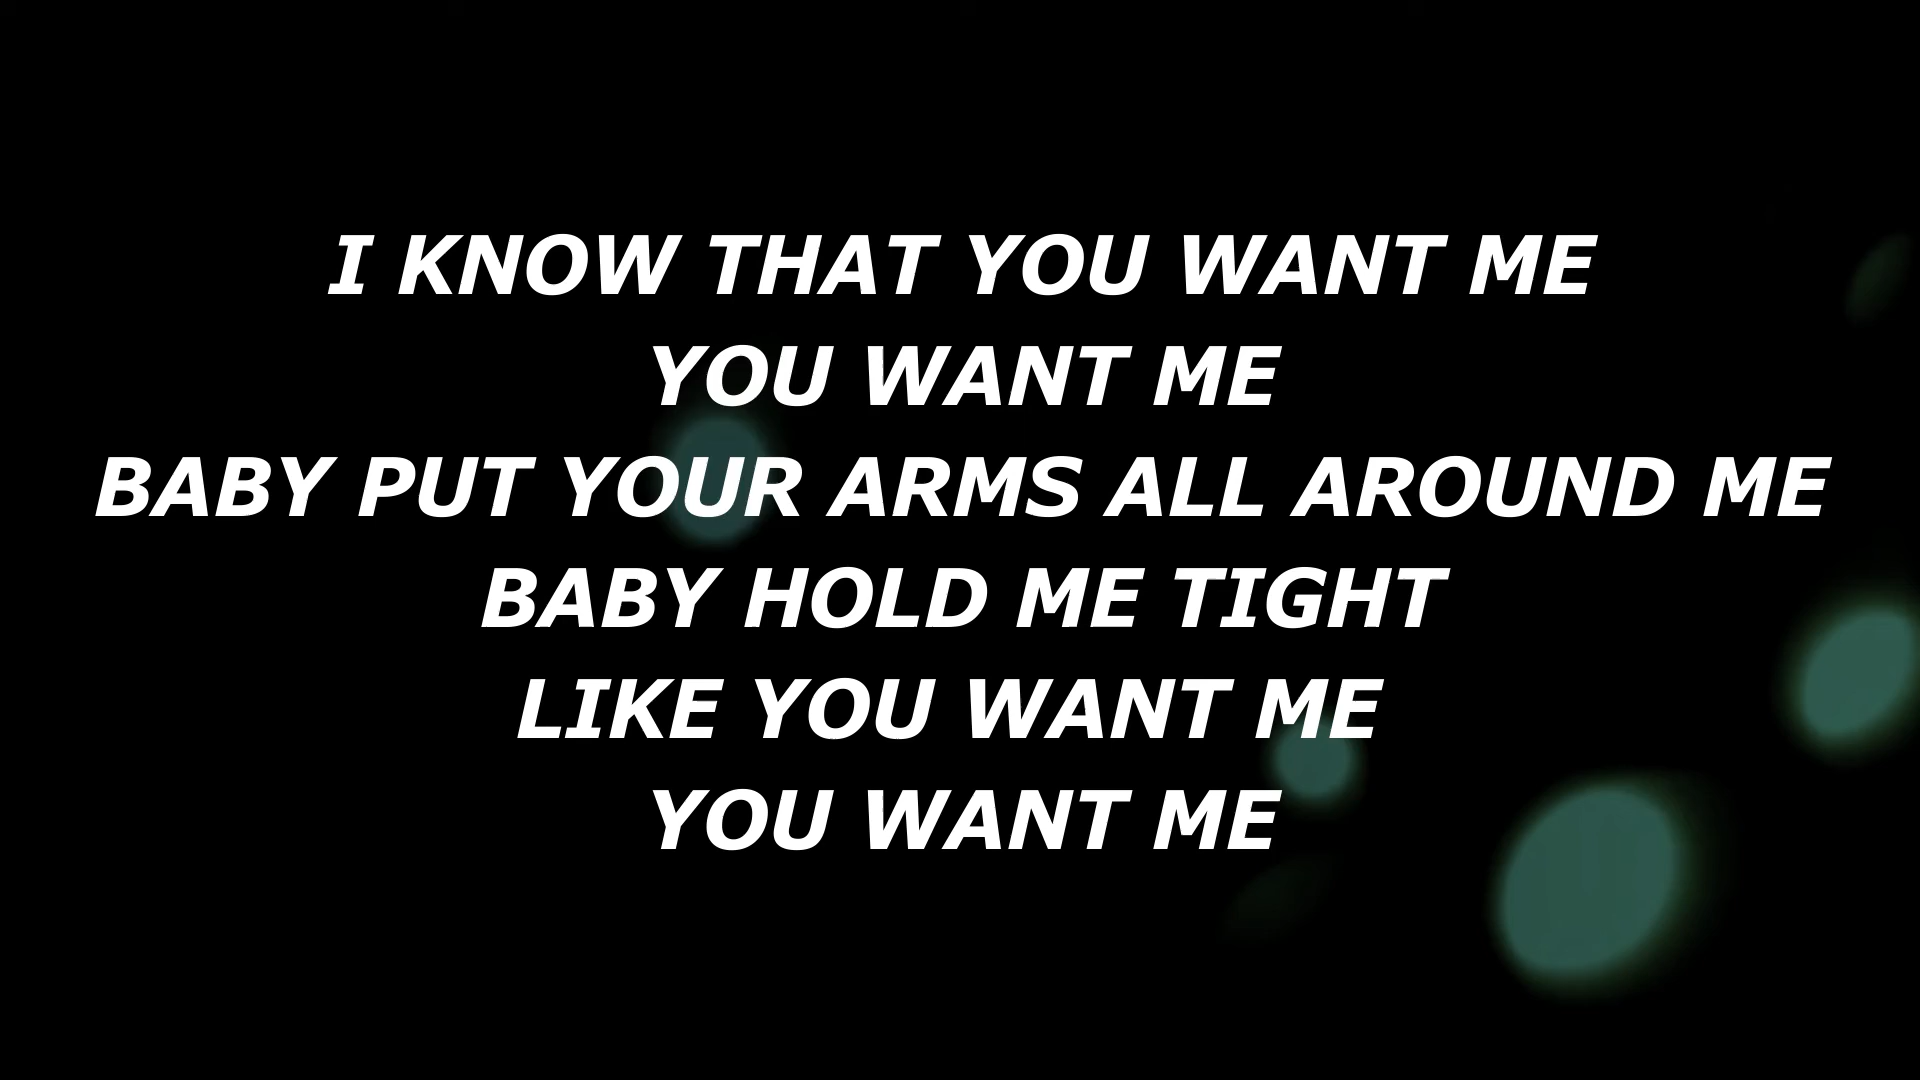 I KNOW THAT YOU WANT ME
YOU WANT ME
BABY PUT YOUR ARMS ALL AROUND ME
BABY HOLD ME TIGHT
LIKE YOU WANT ME
YOU WANT ME